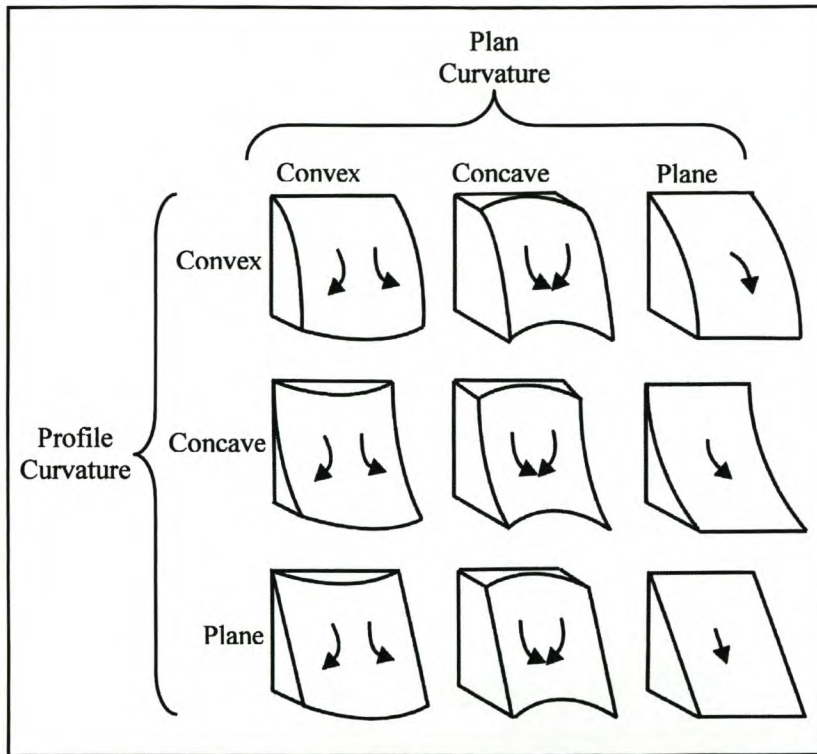 Plan
Curvature
Convex
Concave
Plane
Convex
Profile
Curvature
Concave
Plane